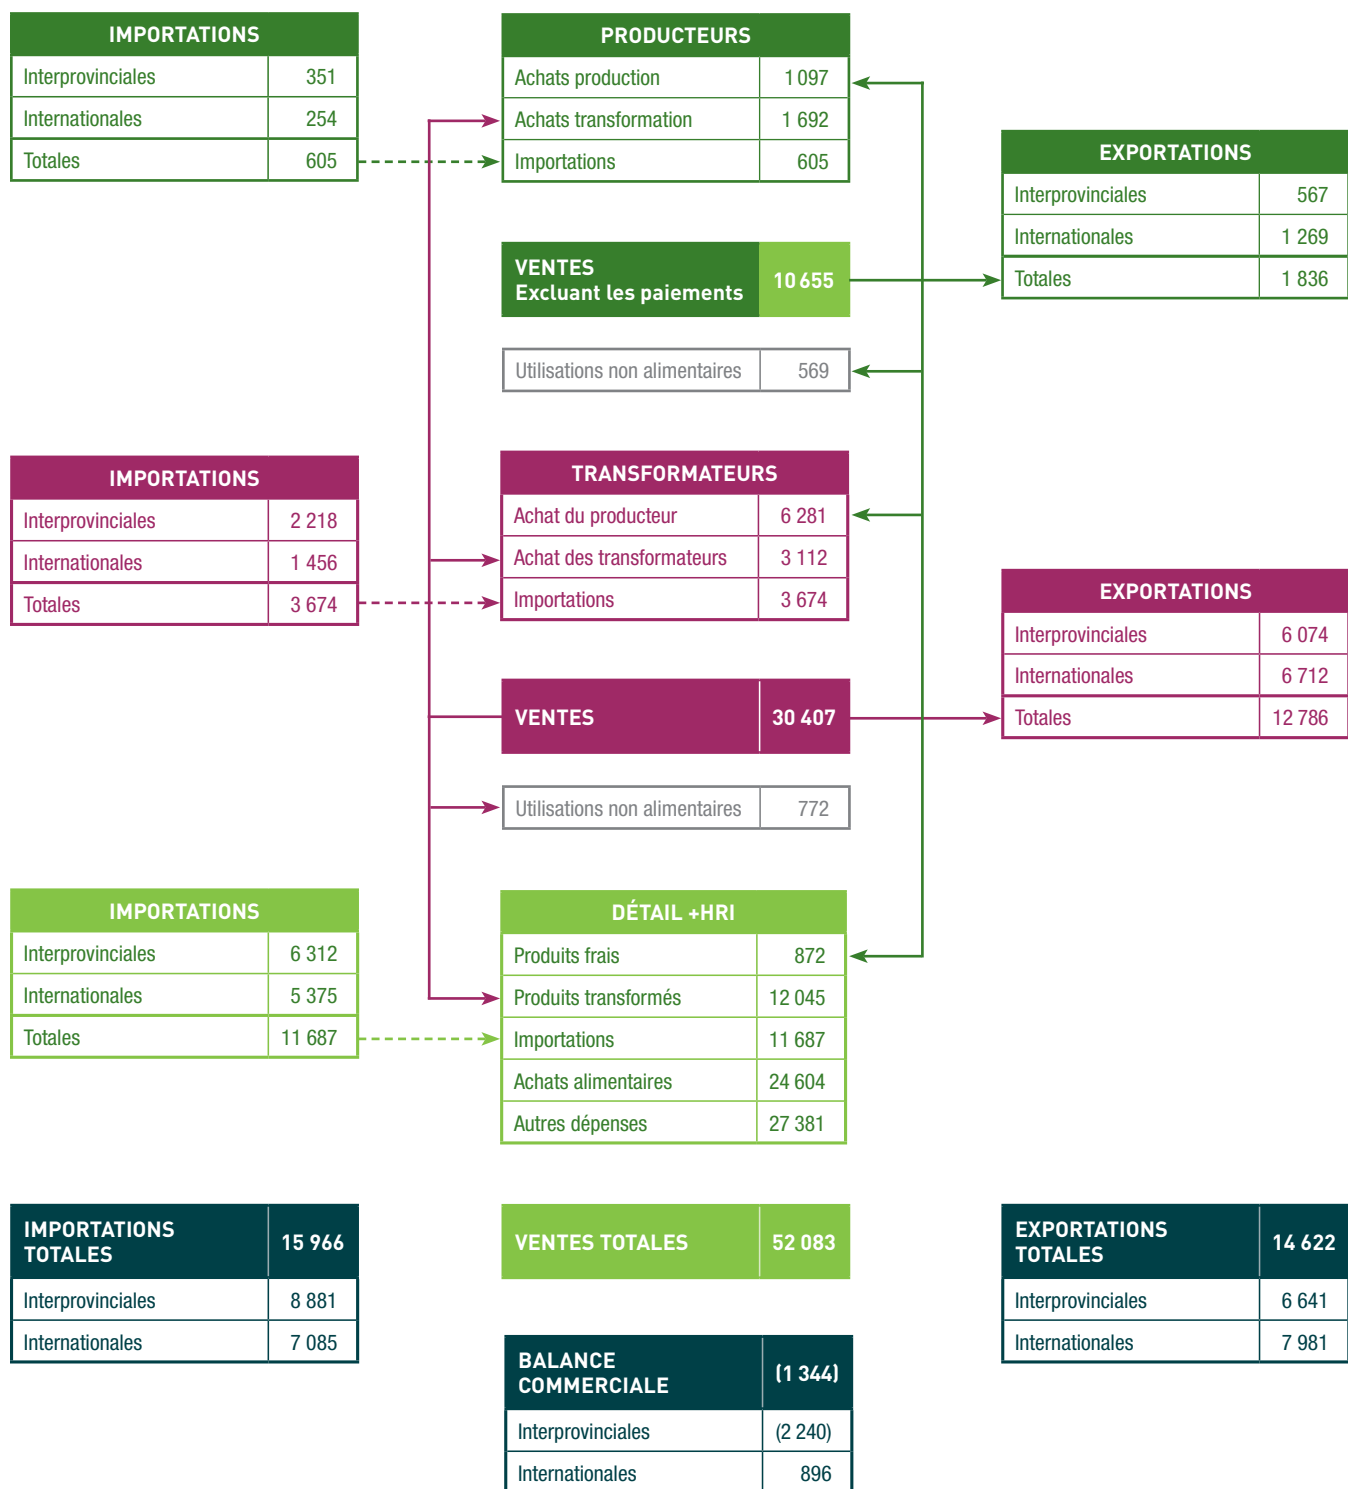 IMPORTATIONS
Interprovinciales 351
Internationales 254
Totales 605
PRODUCTEURS
Achats production 1 097
Achats transformation 1 692
Importations 605
EXPORTATIONS
Interprovinciales 567
Internationales 1 269
Totales 1 836
VENTES
Excluant les paiements 10 655
Utilisations non alimentaires 569
IMPORTATIONS
Interprovinciales 2 218
Internationales 1 456
Totales 3 674
TRANSFORMATEURS
Achat du producteur 6 281
Achat des transformateurs 3 112
Importations 3 674
EXPORTATIONS
Interprovinciales 6 074
Internationales 6 712
Totales 12 786
VENTES 30 407
Utilisations non alimentaires 772
IMPORTATIONS
Interprovinciales 6 312
Internationales 5 375
Totales 11 687
DÉTAIL +HRI
Produits frais 872
Produits transformés 12 045
Importations 11 687
Achats alimentaires 24 604
Autres dépenses 27 381
IMPORTATIONS
TOTALES 15 966
Interprovinciales 8 881
Internationales 7 085
VENTES TOTALES 52 083
EXPORTATIONS
TOTALES 14 622
Interprovinciales 6 641
Internationales 7 981
BALANCE
COMMERCIALE (1 344)
Interprovinciales (2 240)
Internationales 896